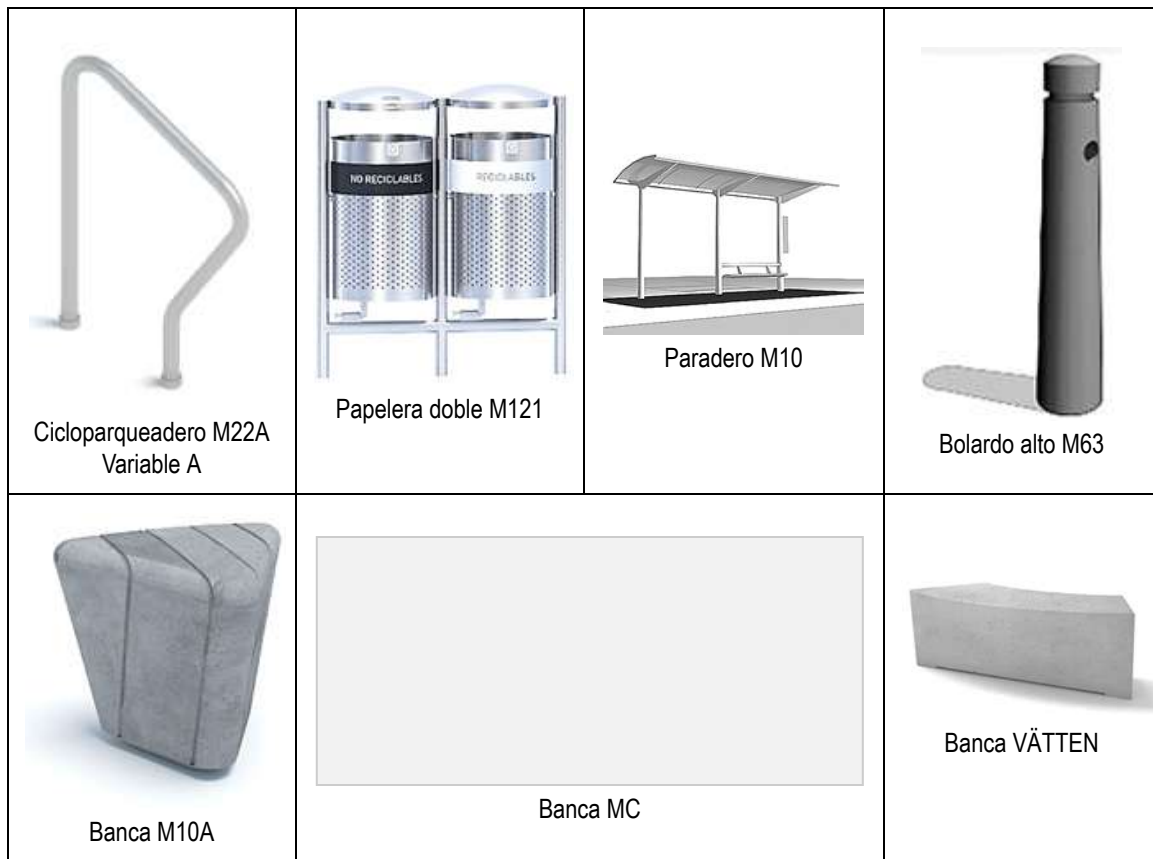 NO RECICLABLES
RECICLABLES
Cicloparqueadero M22A
Variable A
Papelera doble M121
Paradero M10
Bolardo alto M63
Banca M10A
Banca MC
Banca VÄTTEN